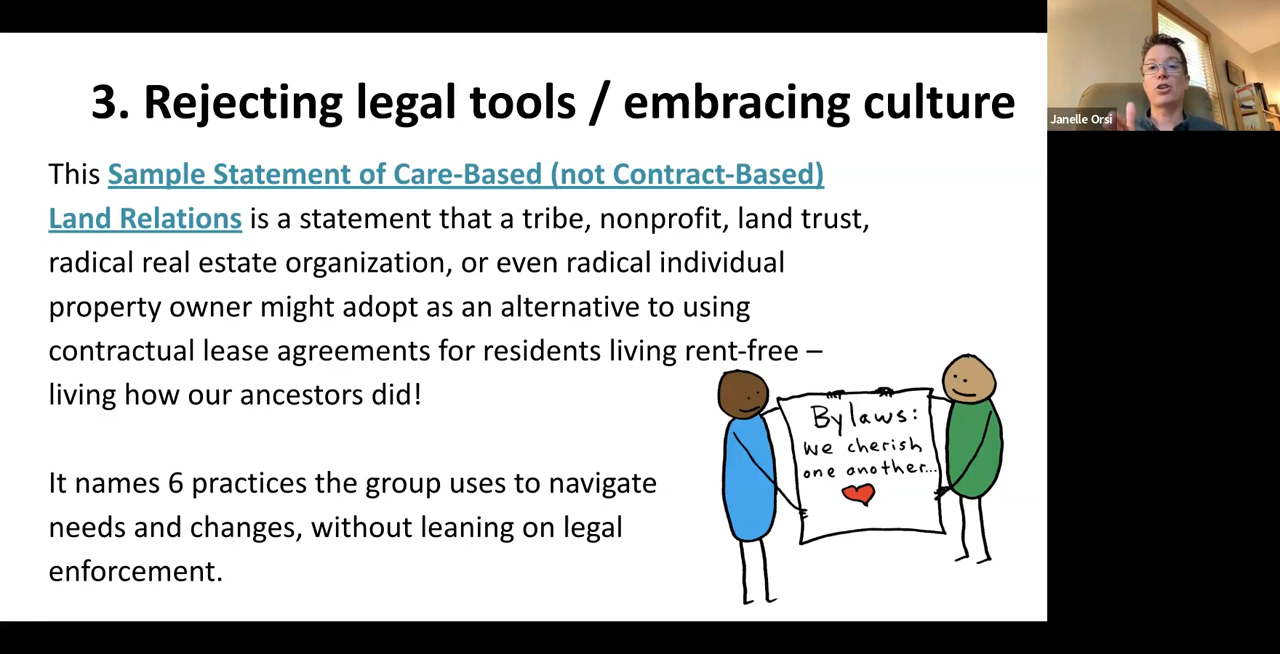 3. Rejecting legal tools / embracing culture
This Sample Statement of Care-Based (not Contract-Based)
Land Relations is a statement that a tribe, nonprofit, land trust,
radical real estate organization, or even radical individual
property owner might adopt as an alternative to using
contractual lease agreements for residents living rent-free –
living how our ancestors did!
It names 6 practices the group uses to navigate
needs and changes, without leaning on legal
enforcement.
Bylaws:
we cherish
one another...
Janelle Orsi